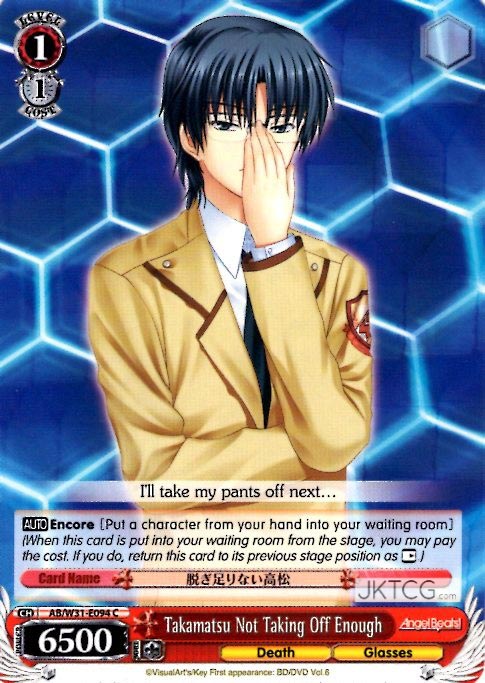 LEVEL
1
1
COST
I'll take my pants off next…
AUTO Encore [Put a character from your hand into your waiting room]
(When this card is put into your waiting room from the stage, you may pay
the cost. If you do, return this card to its previous stage position as )
Card Name 脱ぎ足りない高松
JKTCG.com
CH AB/W31-E094 C
POWER 6500 Takamatsu Not Taking Off Enough Angel Beats!
Death Glasses
©VisualArt's/Key First appearance: BD/DVD Vol.6